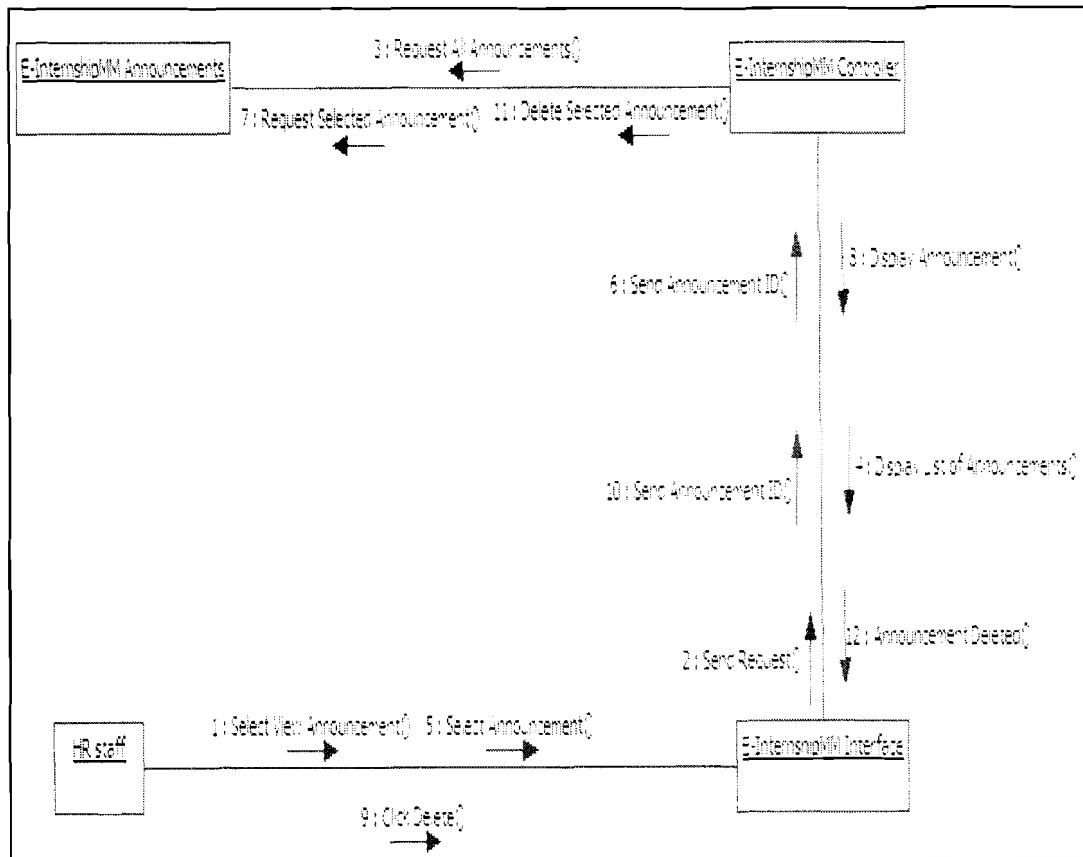 3 : Request All Announcements()
E-InternshipMM Announcements
E-InternshipMM Controller
7 : Request Selected Announcement()
11 : Delete Selected Announcement()
8 : Display Announcement()
6 : Send Announcement ID()
4 : Display List of Announcements()
10 : Send Announcement ID()
12 : Announcement Deleted()
2 : Send Request()
1 : Select View Announcement()
5 : Select Announcement()
HR staff
E-InternshipMM Interface
9 : Click Delete()